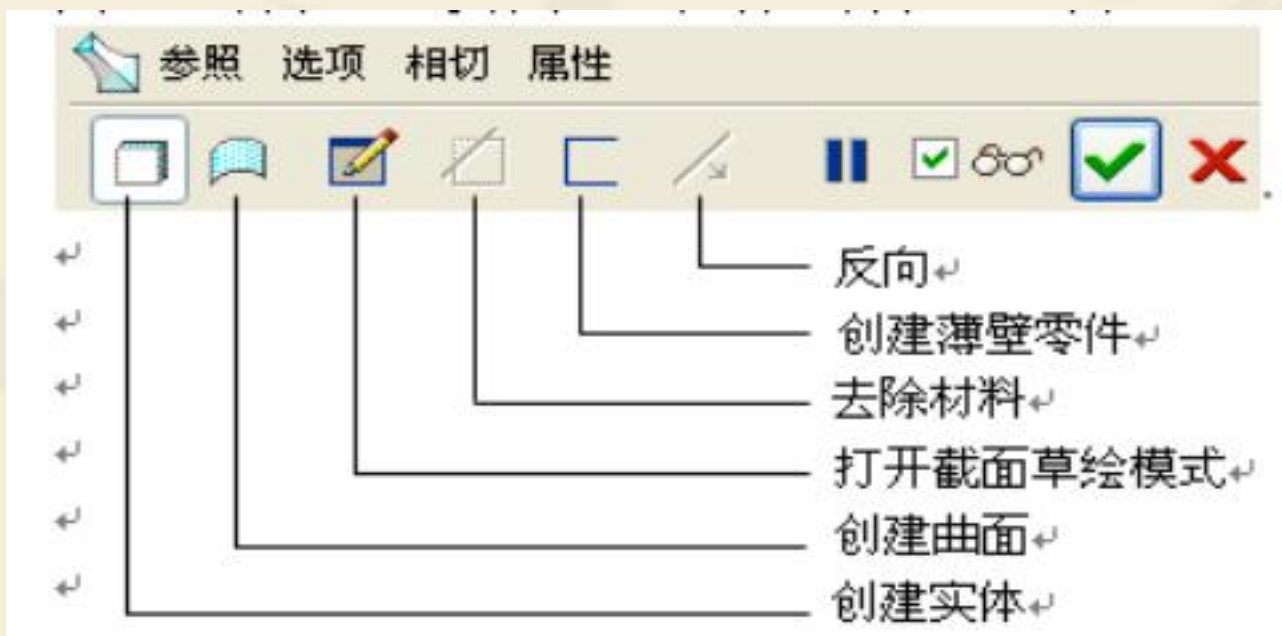 参照 选项 相切 属性
反向
创建薄壁零件
去除材料
打开截面草绘模式
创建曲面
创建实体